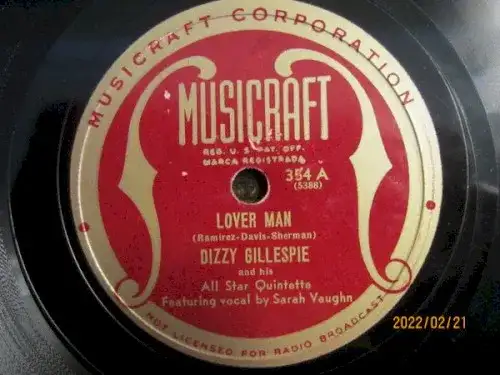 MUSICRAFT CORPORATION
MUSICRAFT
REG. U. S. PAT. OFF.
MARCA REGISTRADA
354 A
(5388)
LOVER MAN
(Ramirez-Davis-Sherman)
DIZZY GILLESPIE
and his
All Star Quintette
Featuring vocal by Sarah Vaughn
NOT LICENSED FOR RADIO BROADCAST
2022/02/21